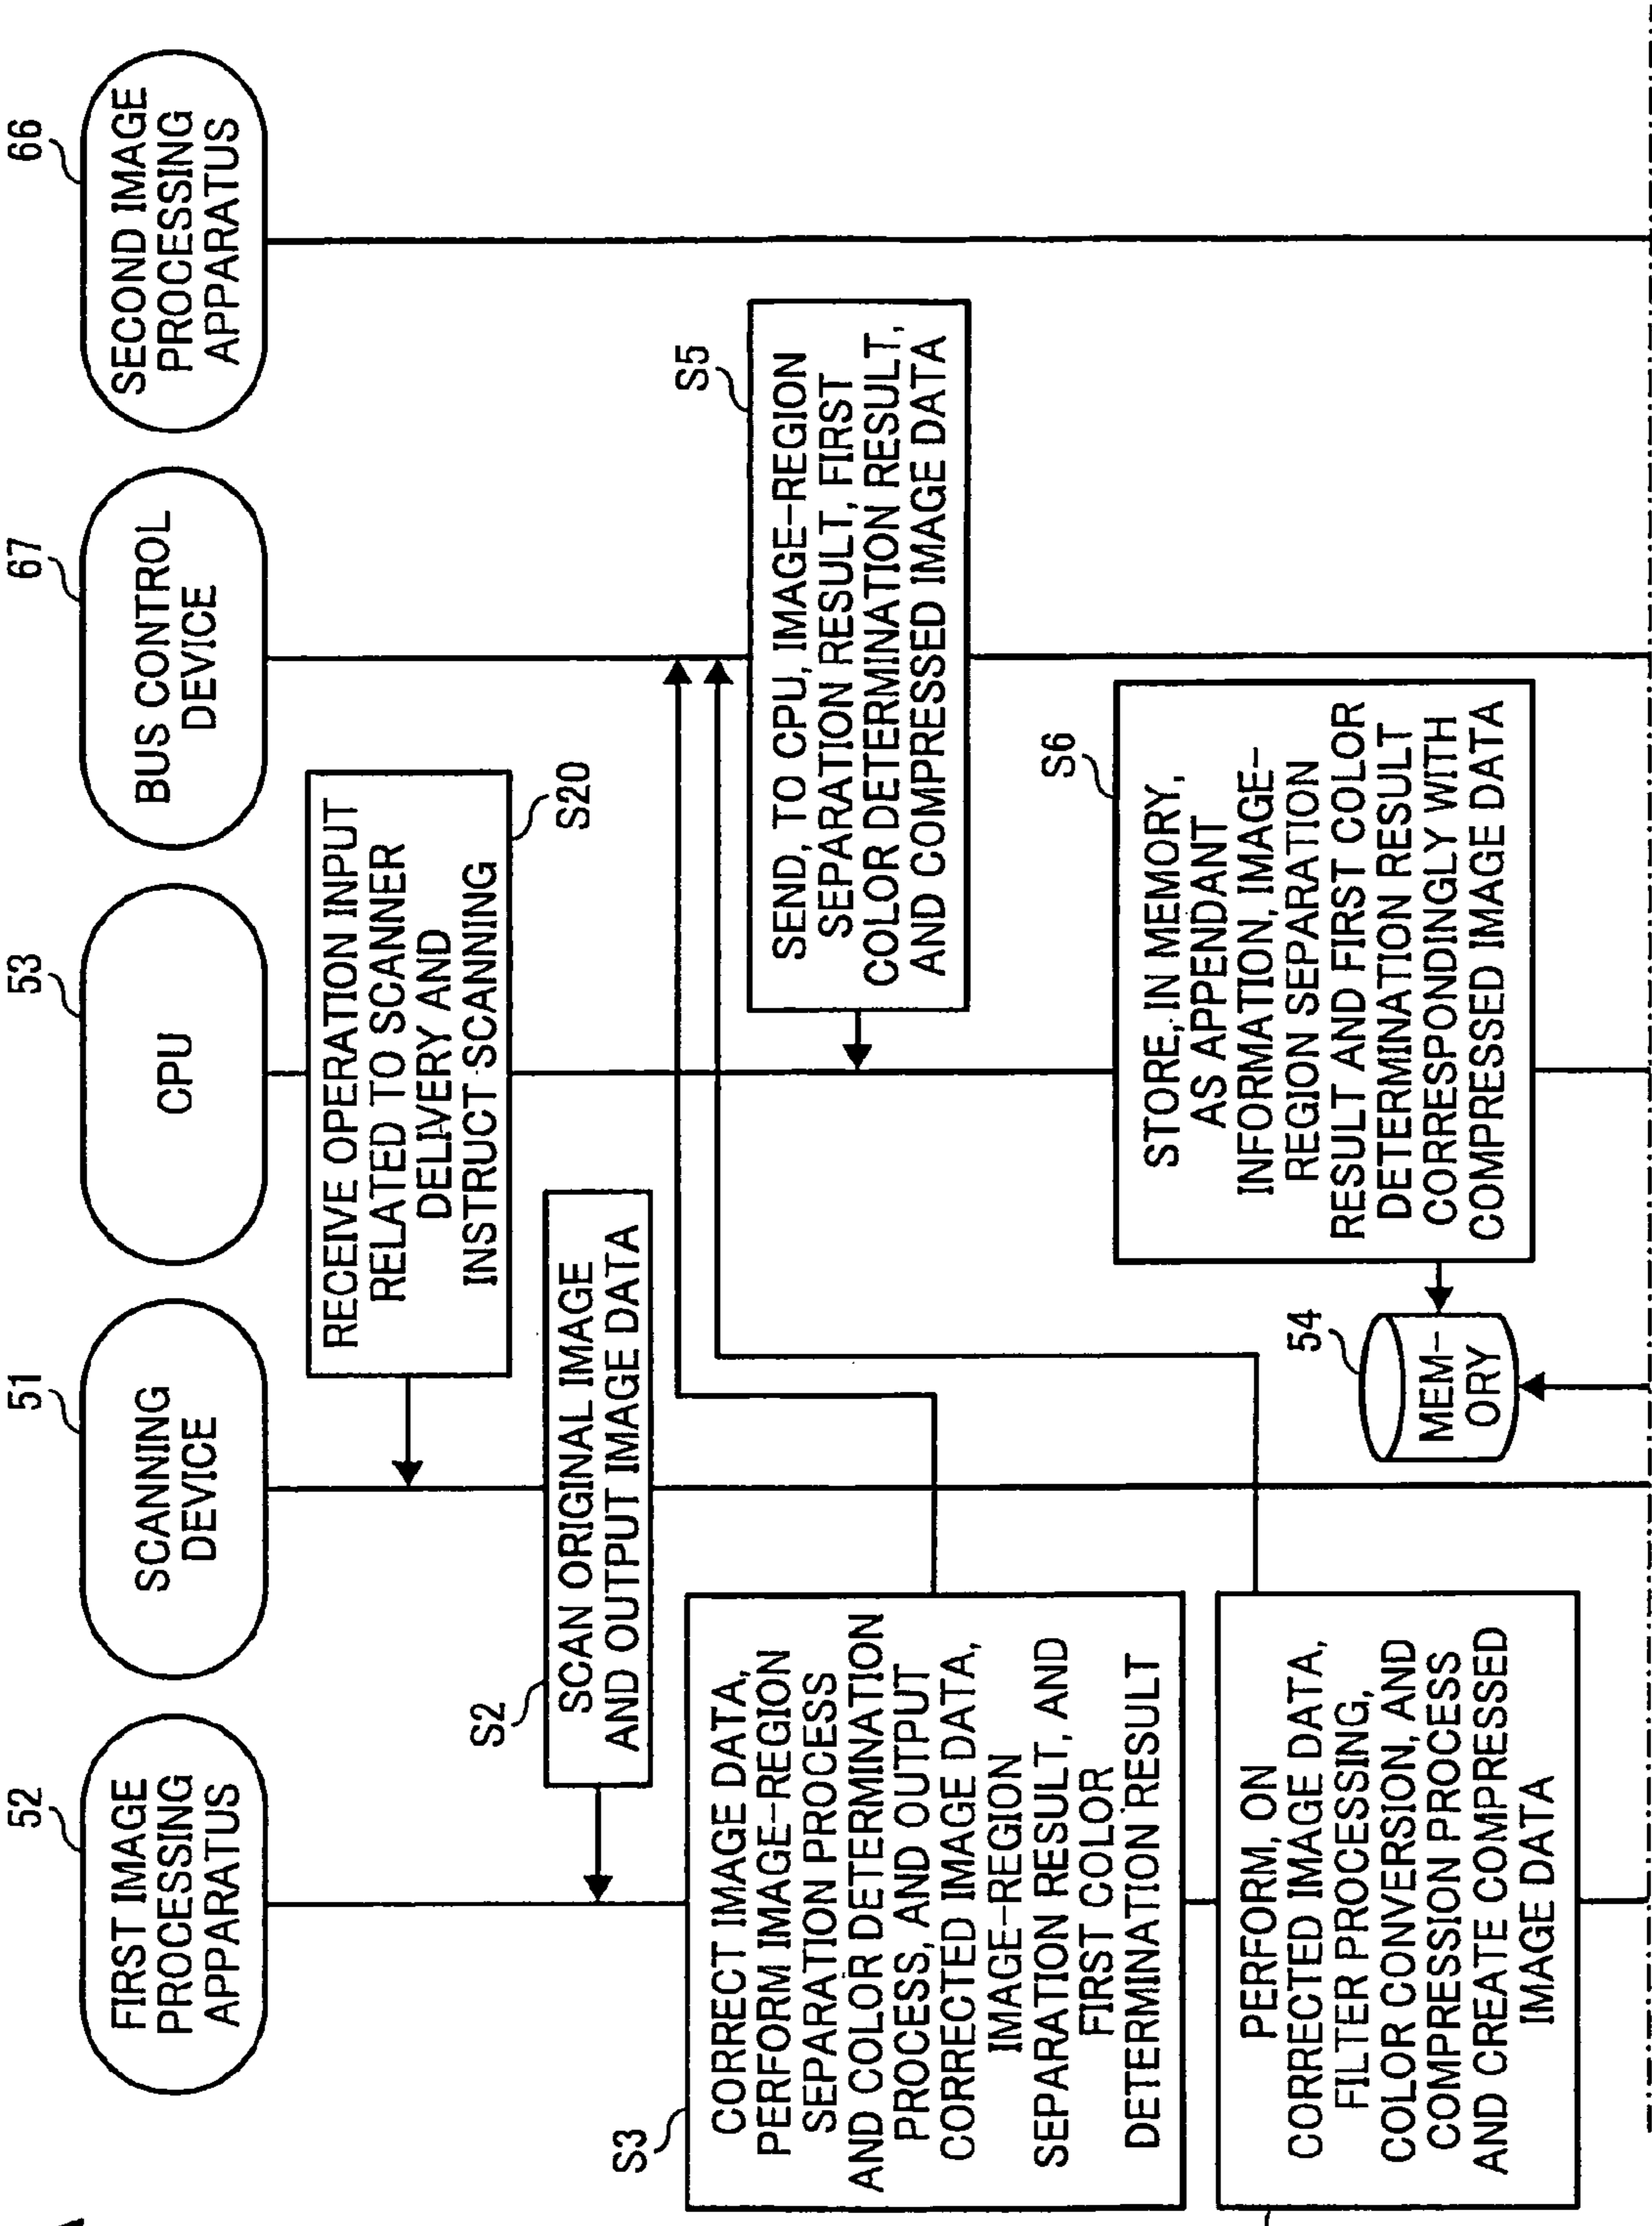 52
FIRST IMAGE
PROCESSING
APPARATUS
51
SCANNING
DEVICE
53
CPU
67
BUS CONTROL
DEVICE
66
SECOND IMAGE
PROCESSING
APPARATUS
RECEIVE OPERATION INPUT
RELATED TO SCANNER
DELIVERY AND
INSTRUCT SCANNING
S20
S2
SCAN ORIGINAL IMAGE
AND OUTPUT IMAGE DATA
S3
CORRECT IMAGE DATA,
PERFORM IMAGE-REGION
SEPARATION PROCESS
AND COLOR DETERMINATION
PROCESS, AND OUTPUT
CORRECTED IMAGE DATA,
IMAGE-REGION
SEPARATION RESULT, AND
FIRST COLOR
DETERMINATION RESULT
S5
SEND, TO CPU, IMAGE-REGION
SEPARATION RESULT, FIRST
COLOR DETERMINATION RESULT,
AND COMPRESSED IMAGE DATA
S6
STORE, IN MEMORY,
AS APPENDANT
INFORMATION, IMAGE-
REGION SEPARATION
RESULT AND FIRST COLOR
DETERMINATION RESULT
CORRESPONDINGLY WITH
COMPRESSED IMAGE DATA
54
MEM-
ORY
PERFORM, ON
CORRECTED IMAGE DATA,
FILTER PROCESSING,
COLOR CONVERSION, AND
COMPRESSION PROCESS
AND CREATE COMPRESSED
IMAGE DATA